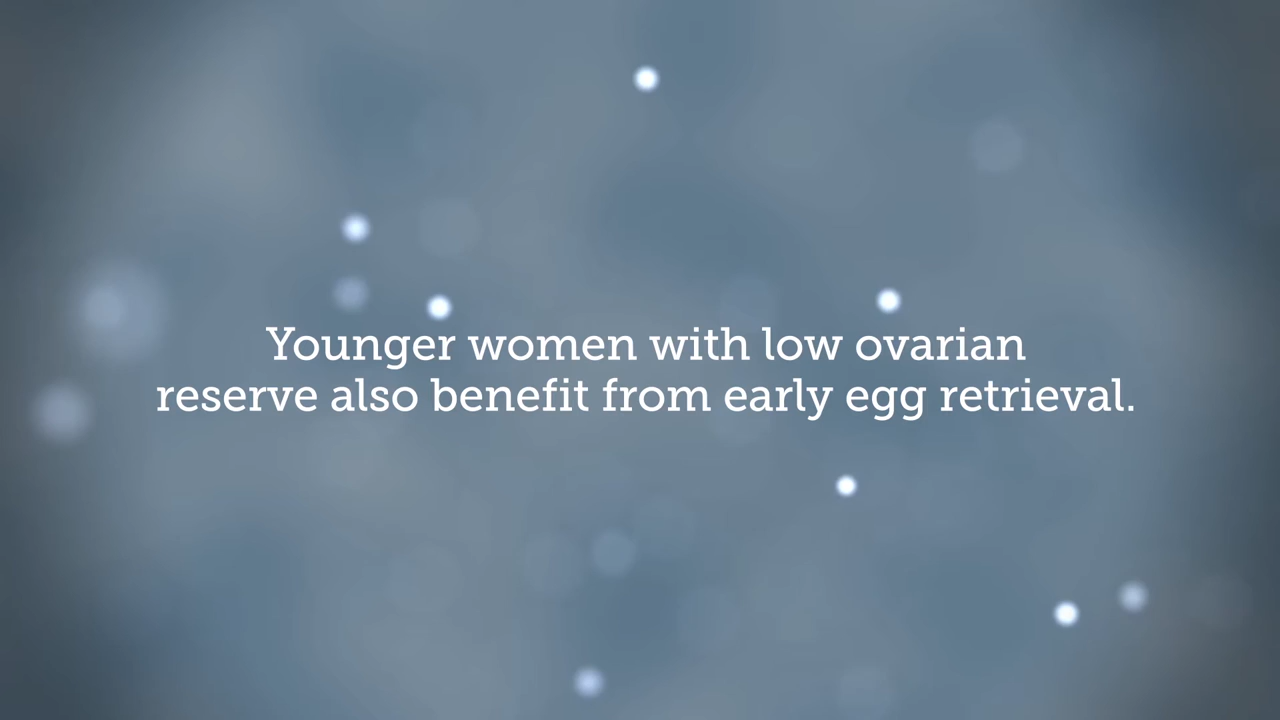 Younger women with low ovarian
reserve also benefit from early egg retrieval.